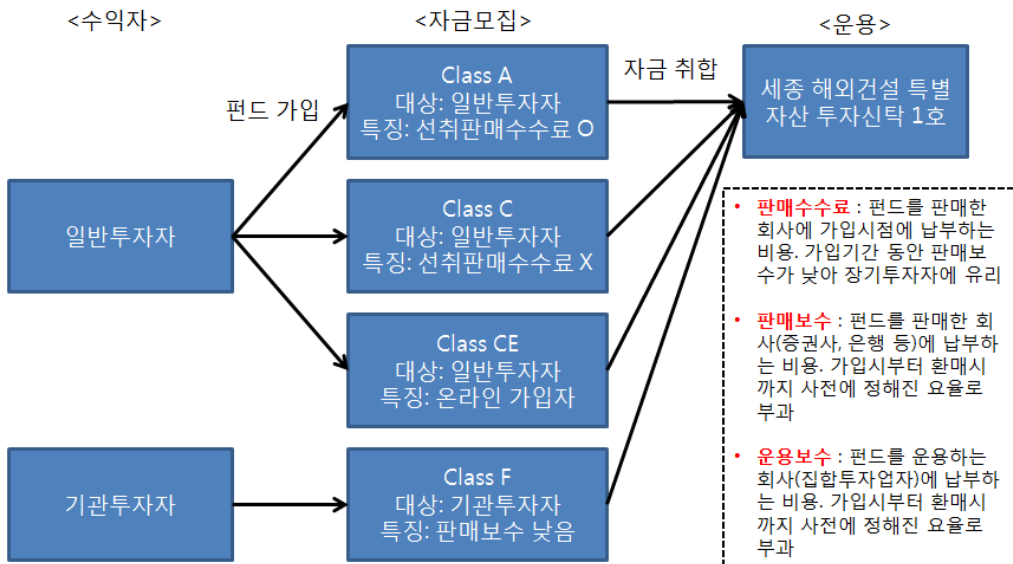 <수익자>
<자금모집>
<운용>
펀드 가입
자금 취합
일반투자자
기관투자자
Class A
대상: 일반투자자
특징: 선취판매수수료 O
Class C
대상: 일반투자자
특징: 선취판매수수료 X
Class CE
대상: 일반투자자
특징: 온라인 가입자
Class F
대상: 기관투자자
특징: 판매보수 낮음
세종 해외건설 특별
자산 투자신탁 1호
• 판매수수료 : 펀드를 판매한
회사에 가입시점에 납부하는
비용. 가입기간 동안 판매보
수가 낮아 장기투자자에 유리
• 판매보수 : 펀드를 판매한 회
사(증권사, 은행 등)에 납부하
는 비용. 가입시부터 환매시
까지 사전에 정해진 요율로
부과
• 운용보수 : 펀드를 운용하는
회사(집합투자업자)에 납부하
는 비용. 가입시부터 환매시
까지 사전에 정해진 요율로
부과